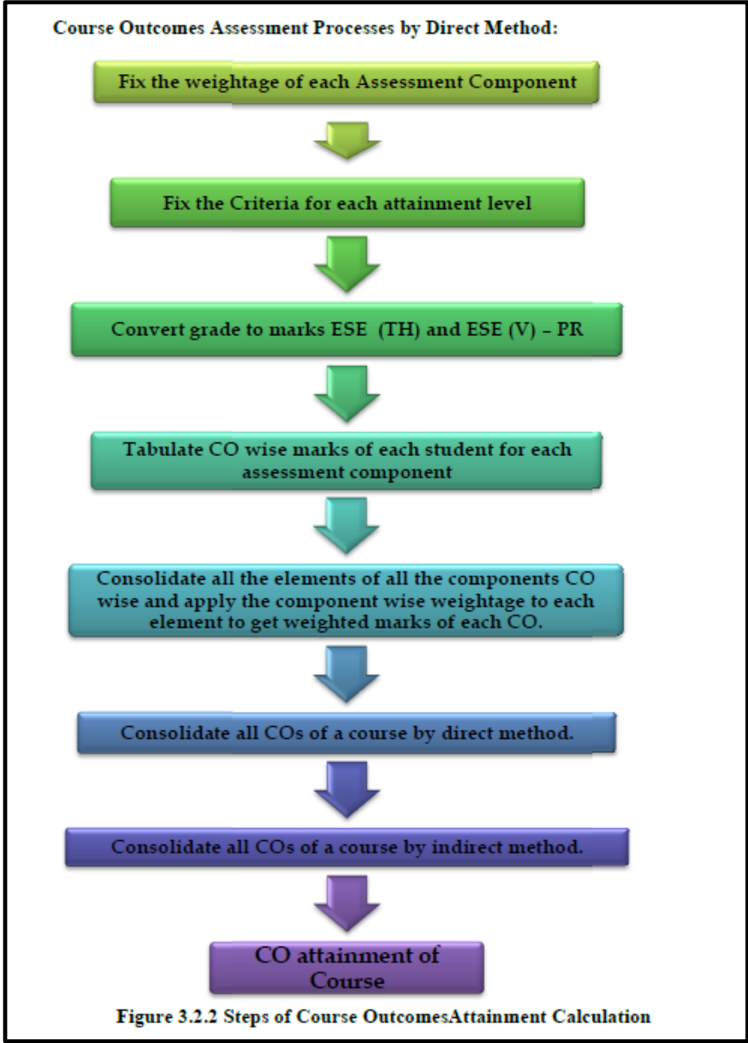 Course Outcomes Assessment Processes by Direct Method:
Fix the weightage of each Assessment Component
Fix the Criteria for each attainment level
Convert grade to marks ESE (TH) and ESE (V) – PR
Tabulate CO wise marks of each student for each
assessment component
Consolidate all the elements of all the components CO
wise and apply the component wise weightage to each
element to get weighted marks of each CO.
Consolidate all COs of a course by direct method.
Consolidate all COs of a course by indirect method.
CO attainment of
Course
Figure 3.2.2 Steps of Course OutcomesAttainment Calculation